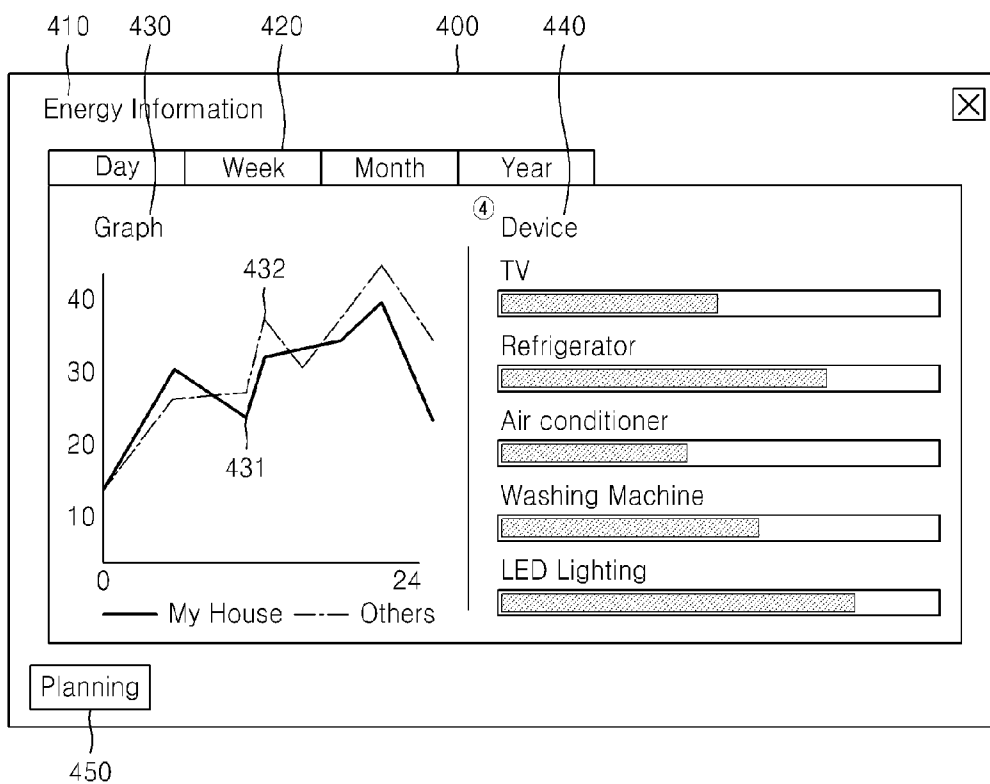 410 430 420 400 440
Energy Information
Day Week Month Year
Graph
④
Device
40
30
20
10
432
431
0 24
My House Others
TV
Refrigerator
Air conditioner
Washing Machine
LED Lighting
Planning
450